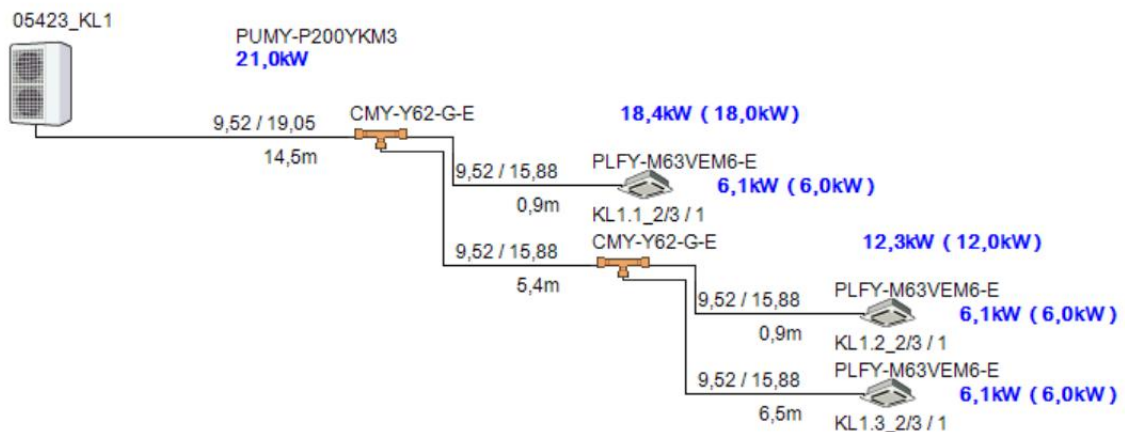 05423_KL1
PUMY-P200YKM3
21,0kW
9,52 / 19,05
14,5m
CMY-Y62-G-E
18,4kW ( 18,0kW)
9,52 / 15,88
0,9m
PLFY-M63VEM6-E
6,1kW ( 6,0kW)
KL1.1_2/3 / 1
9,52 / 15,88
5,4m
CMY-Y62-G-E
12,3kW ( 12,0kW)
9,52 / 15,88
0,9m
PLFY-M63VEM6-E
6,1kW ( 6,0kW)
KL1.2_2/3 / 1
9,52 / 15,88
6,5m
PLFY-M63VEM6-E
6,1kW ( 6,0kW)
KL1.3_2/3 / 1